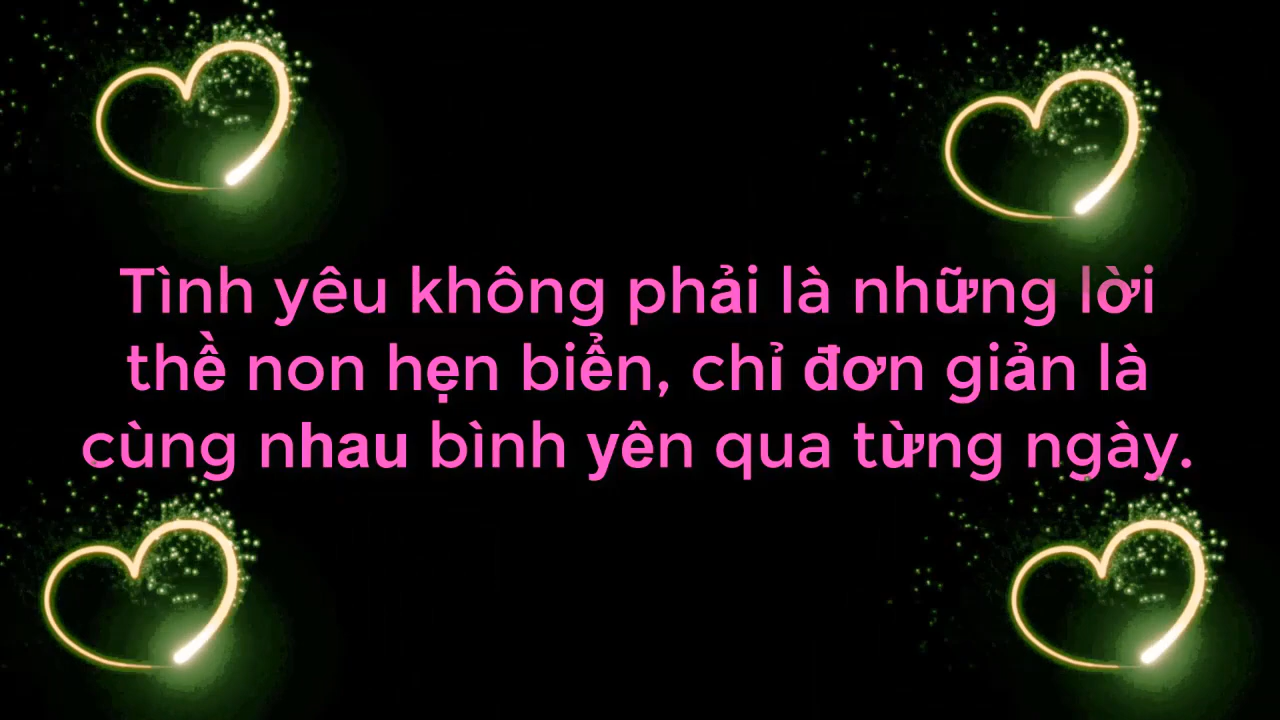 Tình yêu không phải là những lời
thề non hẹn biển, chỉ đơn giản là
cùng nhau bình yên qua từng ngày.